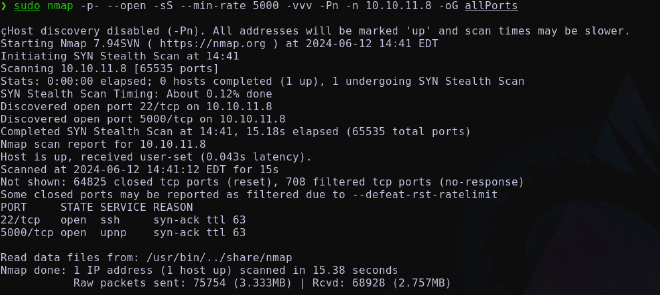 ❯ sudo nmap -p- --open -sS --min-rate 5000 -vvv -Pn -n 10.10.11.8 -oG allPorts
çHost discovery disabled (-Pn). All addresses will be marked 'up' and scan times may be slower.
Starting Nmap 7.94SVN ( https://nmap.org ) at 2024-06-12 14:41 EDT
Initiating SYN Stealth Scan at 14:41
Scanning 10.10.11.8 [65535 ports]
Stats: 0:00:00 elapsed; 0 hosts completed (1 up), 1 undergoing SYN Stealth Scan
SYN Stealth Scan Timing: About 0.12% done
Discovered open port 22/tcp on 10.10.11.8
Discovered open port 5000/tcp on 10.10.11.8
Completed SYN Stealth Scan at 14:41, 15.18s elapsed (65535 total ports)
Nmap scan report for 10.10.11.8
Host is up, received user-set (0.043s latency).
Scanned at 2024-06-12 14:41:12 EDT for 15s
Not shown: 64825 closed tcp ports (reset), 708 filtered tcp ports (no-response)
Some closed ports may be reported as filtered due to --defeat-rst-ratelimit
PORT     STATE SERVICE REASON
22/tcp   open  ssh     syn-ack ttl 63
5000/tcp open  upnp    syn-ack ttl 63
Read data files from: /usr/bin/../share/nmap
Nmap done: 1 IP address (1 host up) scanned in 15.38 seconds
Raw packets sent: 75754 (3.333MB) | Rcvd: 68928 (2.757MB)